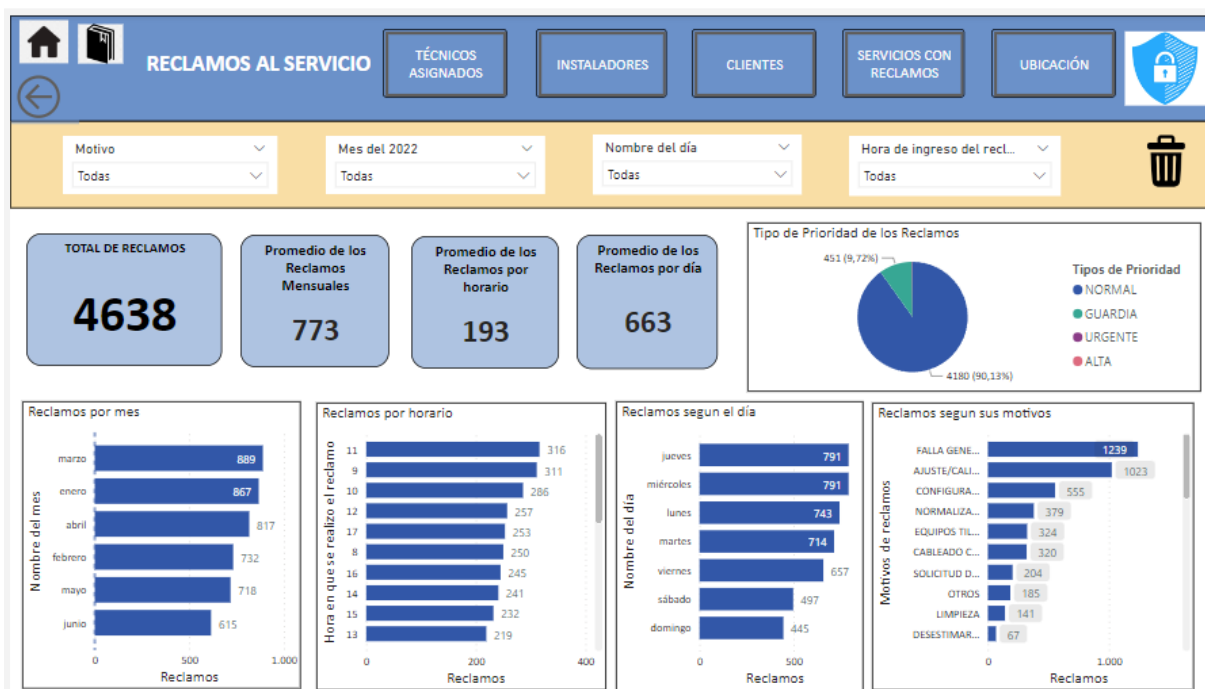 RECLAMOS AL SERVICIO
TÉCNICOS
ASIGNADOS
INSTALADORES
CLIENTES
SERVICIOS CON
RECLAMOS
UBICACIÓN
Motivo
Todas
Mes del 2022
Todas
Nombre del día
Todas
Hora de ingreso del recl...
Todas
TOTAL DE RECLAMOS
4638
Promedio de los
Reclamos
Mensuales
773
Promedio de los
Reclamos por
horario
193
Promedio de los
Reclamos por día
663
Tipo de Prioridad de los Reclamos
451 (9,72%)
4180 (90,13%)
Tipos de Prioridad
NORMAL
GUARDIA
URGENTE
ALTA
Reclamos por mes
Nombre del mes
marzo 889
enero 867
abril 817
febrero 732
mayo 718
junio 615
0 500 1.000
Reclamos
Reclamos por horario
Hora en que se realizo el reclamo
11 316
9 311
10 286
12 257
17 253
8 250
16 245
14 241
15 232
13 219
0 200 400
Reclamos
Reclamos segun el día
Nombre del día
jueves 791
miércoles 791
lunes 743
martes 714
viernes 657
sábado 497
domingo 445
0 500
Reclamos
Reclamos segun sus motivos
Motivos de reclamos
FALLA GENE... 1239
AJUSTE/CALI... 1023
CONFIGURA... 555
NORMALIZA... 379
EQUIPOS TIL... 324
CABLEADO C... 320
SOLICITUD D... 204
OTROS 185
LIMPIEZA 141
DESESTIMAR... 67
0 1.000
Reclamos